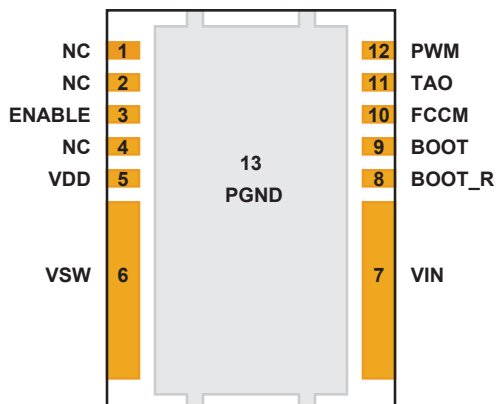 NC 1 12 PWM
NC 2 11 TAO
ENABLE 3 10 FCCM
NC 4 9 BOOT
VDD 5 8 BOOT_R
13
PGND
VSW 6 7 VIN